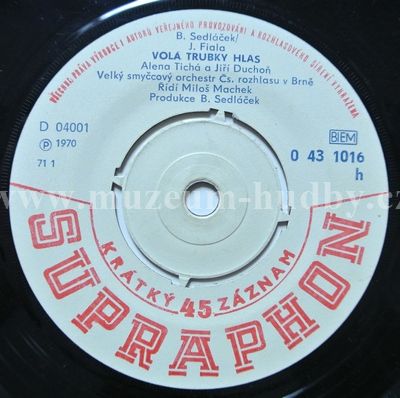 VŠECHNA PRÁVA VÝROBCE I AUTORŮ VEŘEJNÉHO PROVOZOVÁNÍ A ROZHLASOVÉHO ŠÍŘENÍ VYHRAZENA
B. Sedláček/
J. Fiala
VOLÁ TRUBKY HLAS
Alena Tichá a Jiří Duchoň
Velký smyčcový orchestr Čs. rozhlasu v Brně
Řídí Miloš Machek
Produkce B. Sedláček
D 04001
Ⓟ 1970
71 1
BIEM
0 43 1016
h
www.muzeum-hudby.cz
KRÁTKÝ 45 ZÁZNAM
SUPRAPHON